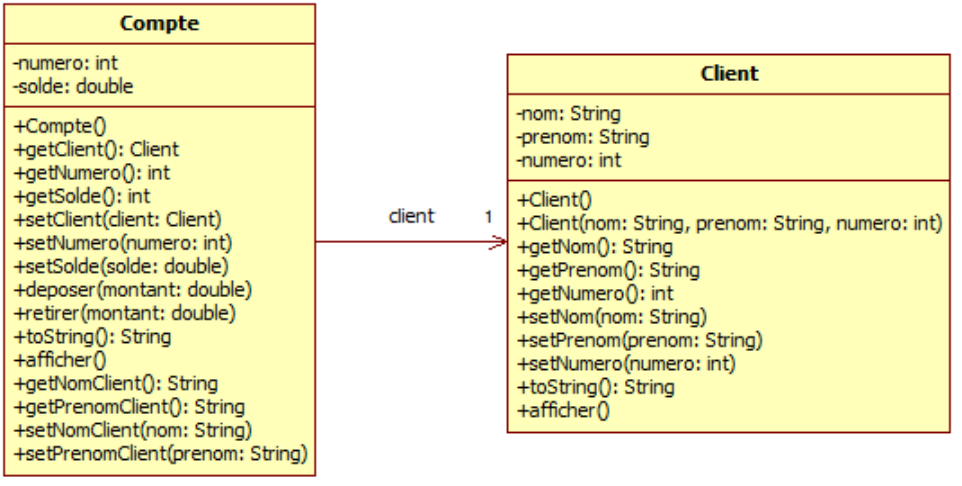 Compte
-numero: int
-solde: double
+Compte()
+getClient(): Client
+getNumero(): int
+getSolde(): int
+setClient(client: Client)
+setNumero(numero: int)
+setSolde(solde: double)
+deposer(montant: double)
+retirer(montant: double)
+toString(): String
+afficher()
+getNomClient(): String
+getPrenomClient(): String
+setNomClient(nom: String)
+setPrenomClient(prenom: String)
client 1
Client
-nom: String
-prenom: String
-numero: int
+Client()
+Client(nom: String, prenom: String, numero: int)
+getNom(): String
+getPrenom(): String
+getNumero(): int
+setNom(nom: String)
+setPrenom(prenom: String)
+setNumero(numero: int)
+toString(): String
+afficher()